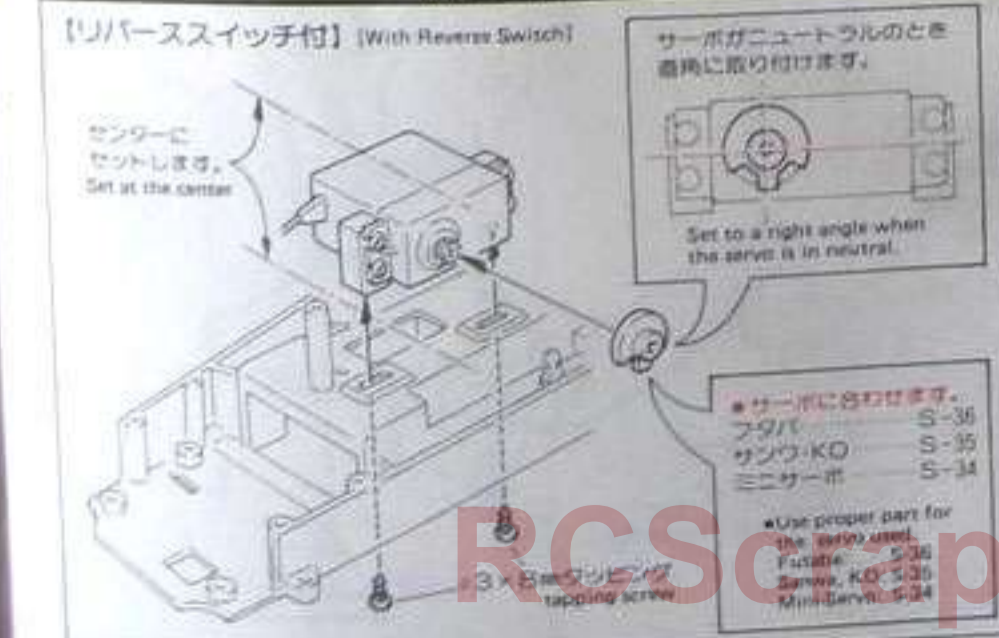 【リバーススイッチ付】 [With Reverse Switch]
センターに
セットします。
Set at the center
サーボがニュートラルのとき
直角に取り付けます。
Set to a right angle when
the servo is in neutral.
●サーボに合わせます。
フタバ S-36
サンワ・KO S-35
ミニサーボ S-34
●Use proper part for
the servo used.
Futaba S-36
Sanwa, KO, S-35
Mini-Servo, S-34
タッピング
tapping screw
RCScrap